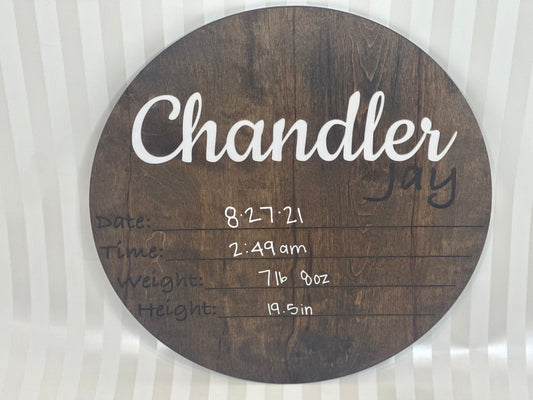 Chandler
Jay
Date: 8·27·21
Time: 2:49am
Weight: 7lb 8oz
Height: 19.5in